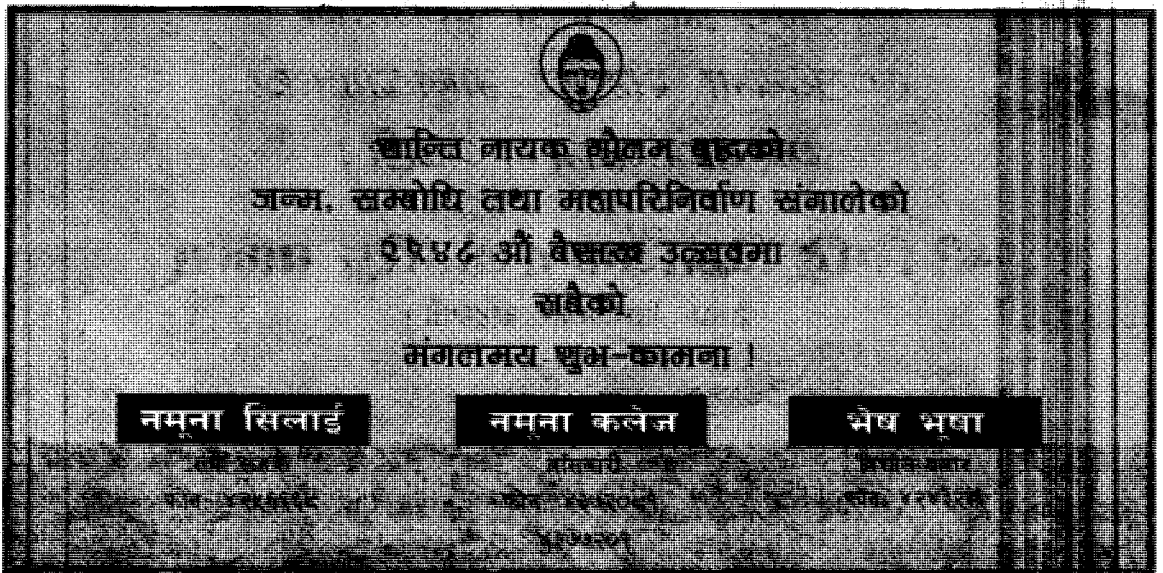 शान्ति नायक गौतम बुद्धको
जन्म, सम्बोधि तथा महापरिनिर्वाण संगालेको
२५४८ औं बैसाख उत्सवमा
सबैको
मंगलमय शुभ-कामना !
नमूना सिलाई
नमूना कलेज
भेष भूषा
फोन:
फोन:
फोन: